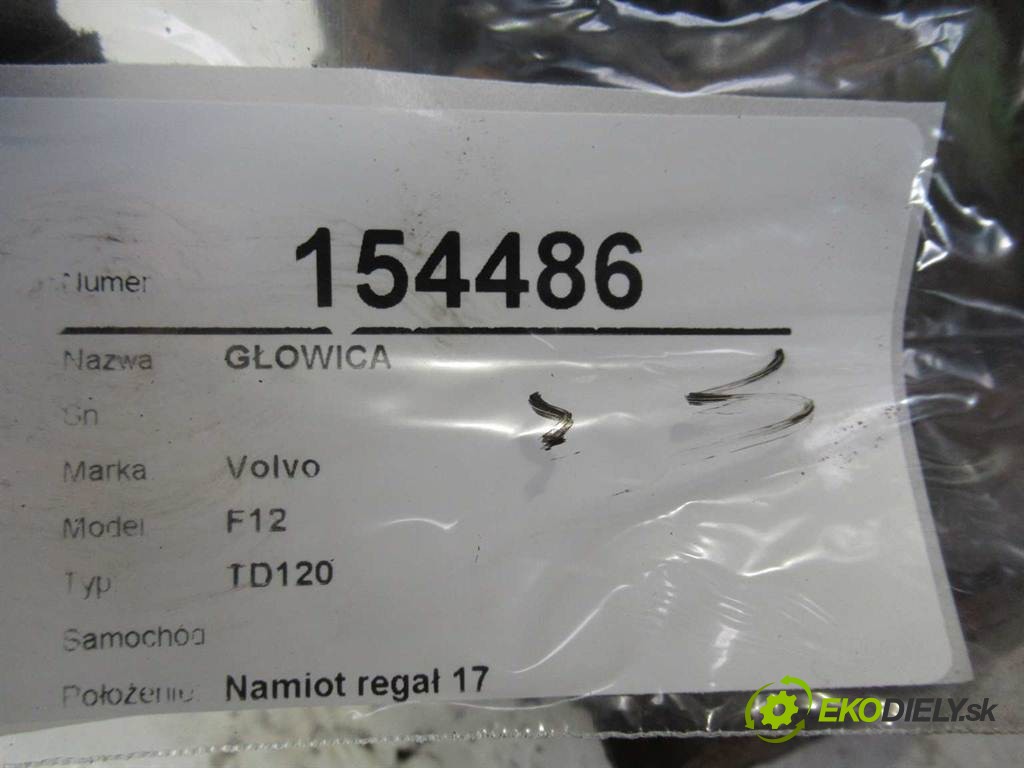 Numer 154486
Nazwa GŁOWICA
Sn
Marka Volvo
Model F12
Typ TD120
Samochód
Położenie: Namiot regał 17
EKODIELY.sk